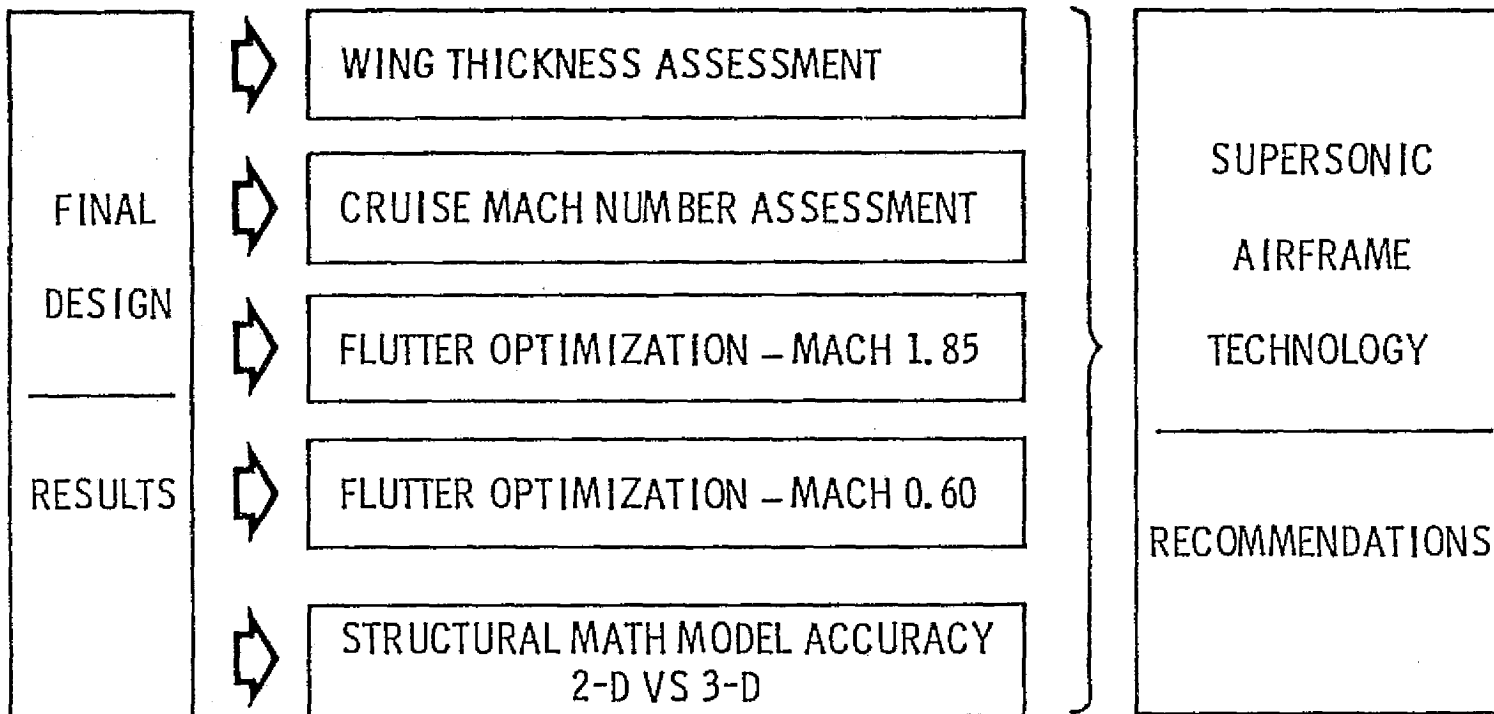 FINAL
DESIGN
RESULTS
WING THICKNESS ASSESSMENT
CRUISE MACH NUMBER ASSESSMENT
FLUTTER OPTIMIZATION – MACH 1.85
FLUTTER OPTIMIZATION – MACH 0.60
STRUCTURAL MATH MODEL ACCURACY
2-D VS 3-D
SUPERSONIC
AIRFRAME
TECHNOLOGY
RECOMMENDATIONS